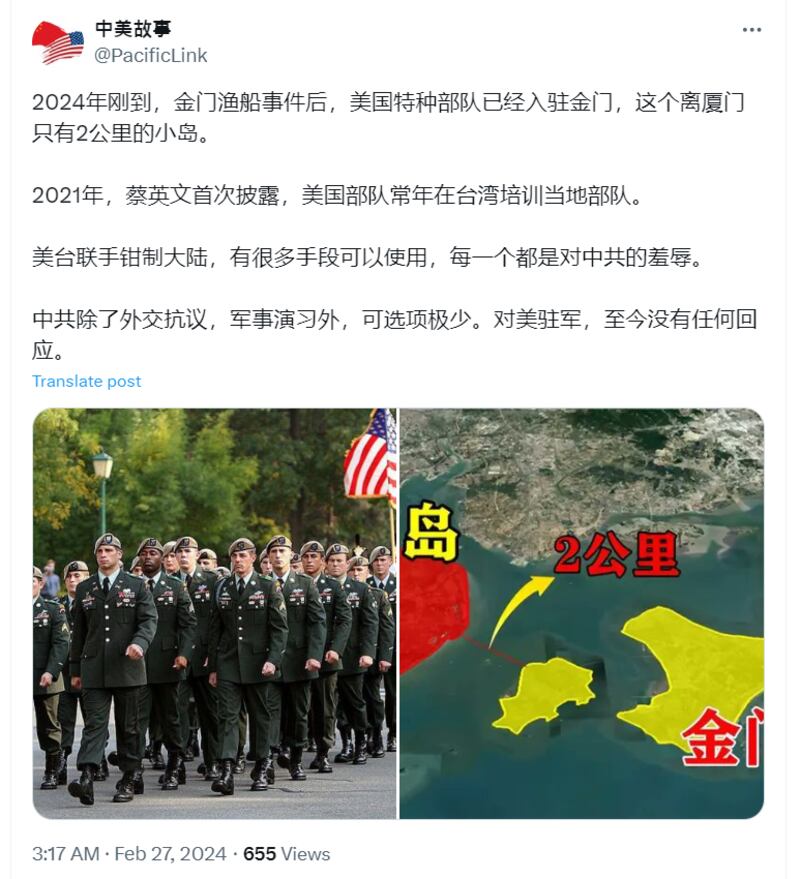 中美故事
@PacificLink
2024年刚到，金门渔船事件后，美国特种部队已经入驻金门，这个离厦门
只有2公里的小岛。
2021年，蔡英文首次披露，美国部队常年在台湾培训当地部队。
美台联手钳制大陆，有很多手段可以使用，每一个都是对中共的羞辱。
中共除了外交抗议，军事演习外，可选项极少。对美驻军，至今没有任何回
应。
Translate post
岛
2公里
金门
3:17 AM · Feb 27, 2024 · 655 Views